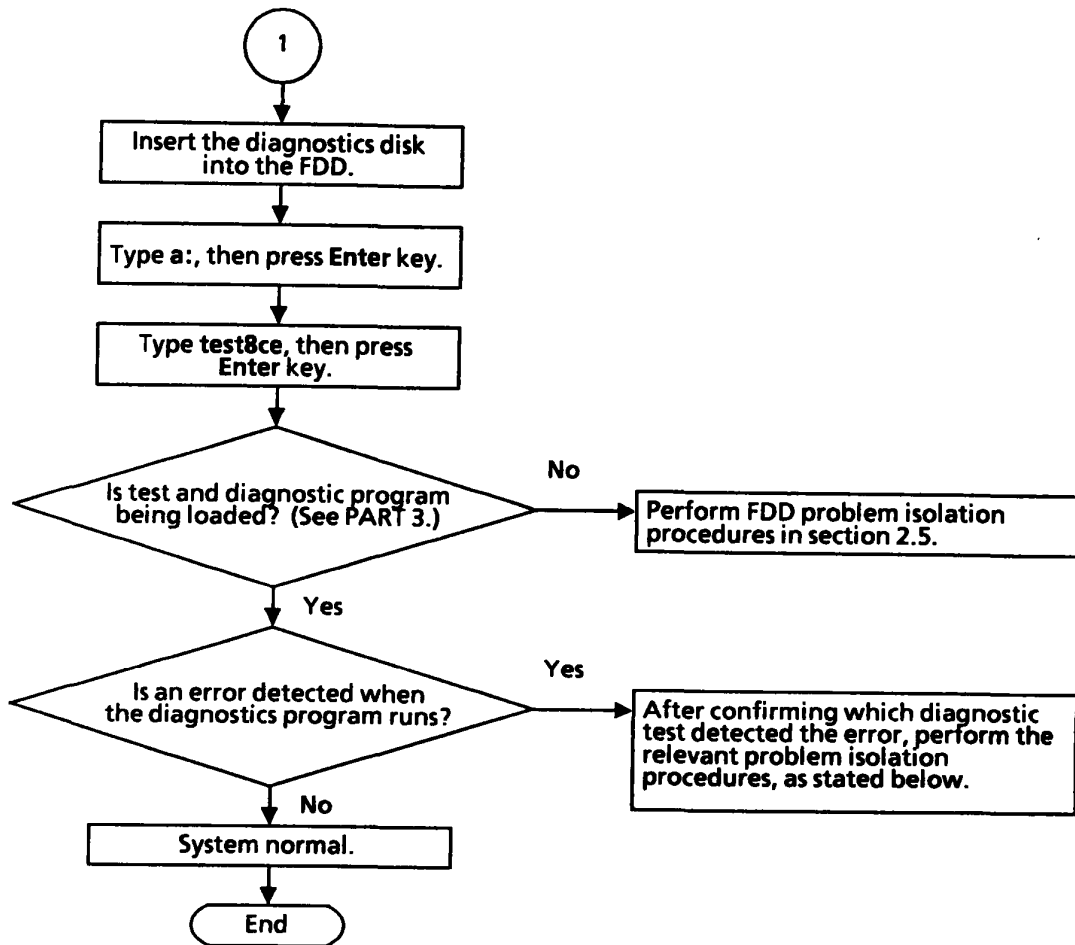 1
Insert the diagnostics disk
into the FDD.
Type a:, then press Enter key.
Type test8ce, then press
Enter key.
Is test and diagnostic program
being loaded? (See PART 3.)
No
Perform FDD problem isolation
procedures in section 2.5.
Yes
Is an error detected when
the diagnostics program runs?
Yes
After confirming which diagnostic
test detected the error, perform the
relevant problem isolation
procedures, as stated below.
No
System normal.
End